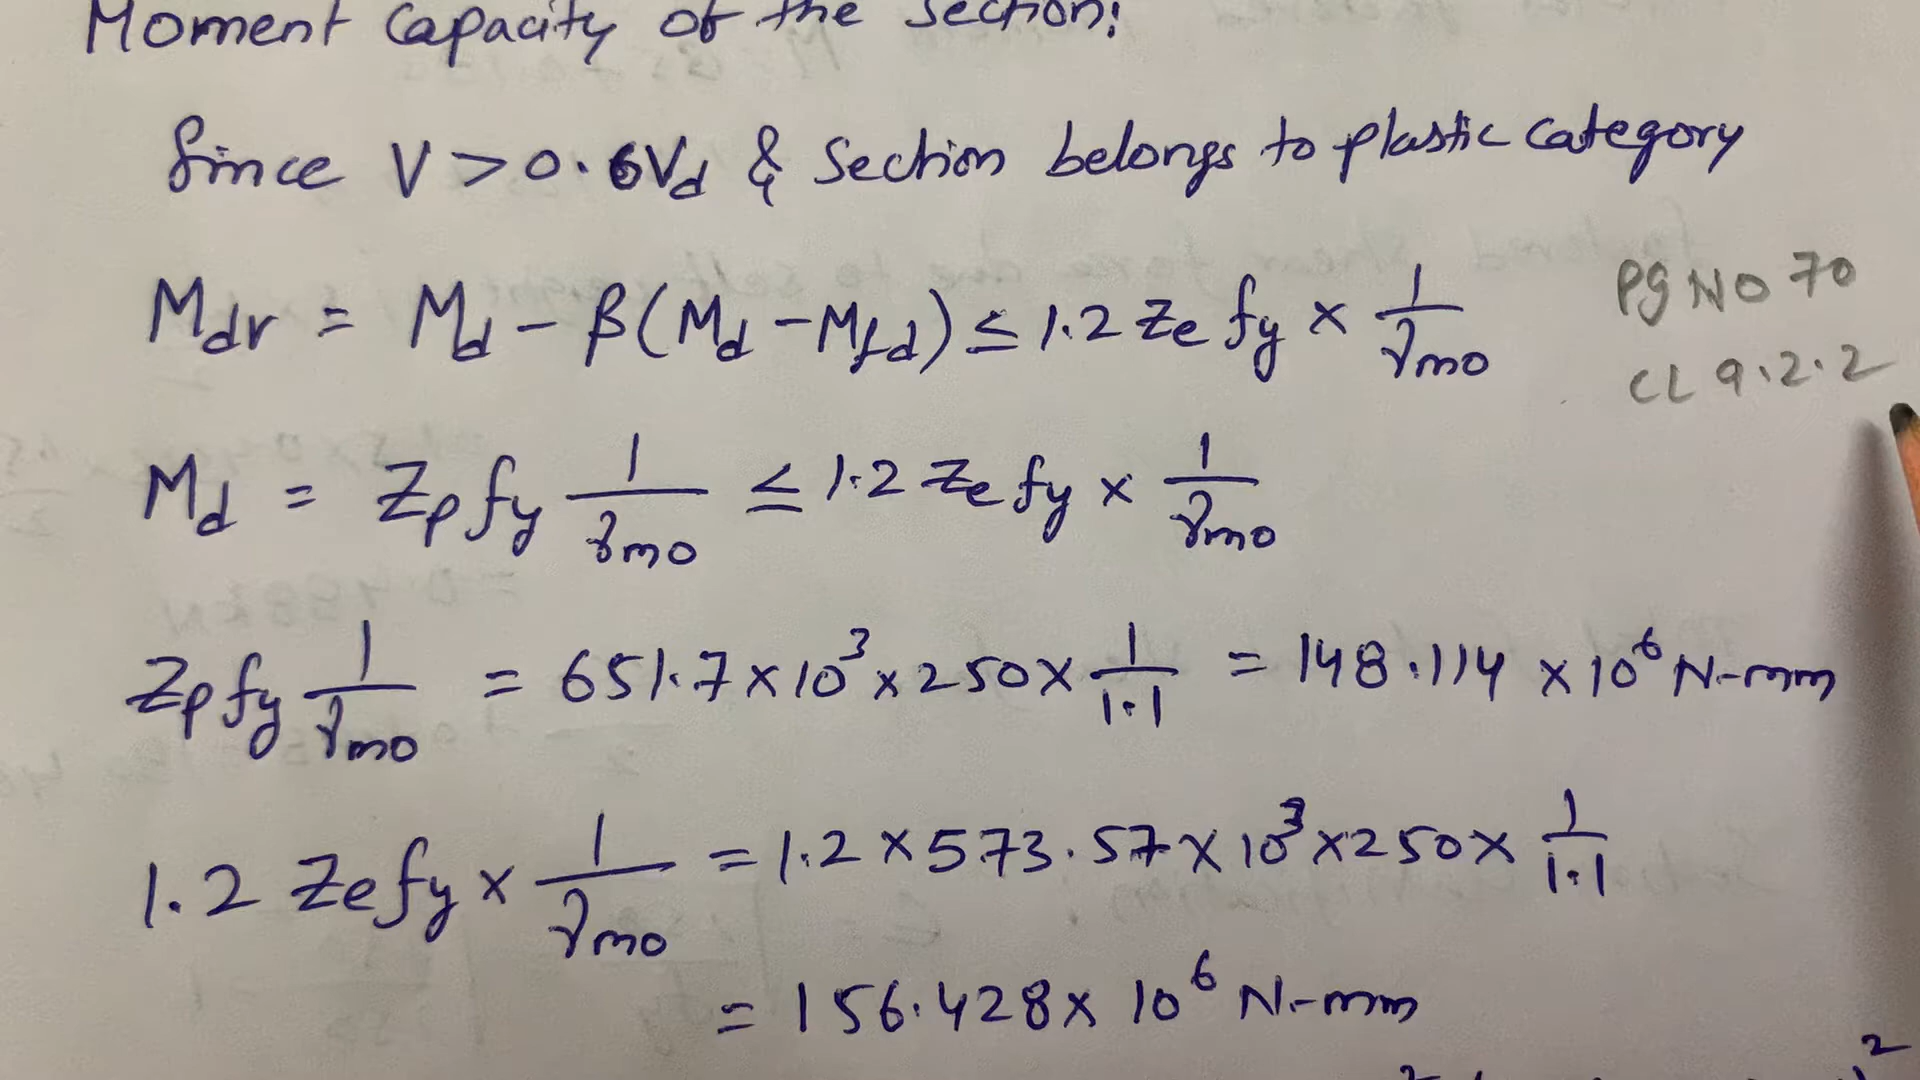 Moment Capacity of the Section:
Since V > 0.6Vd & Section belongs to plastic Category
Mdv = Md - β(Md - Mfd) ≤ 1.2 Ze fy × 1/γmo
PG NO 70
CL 9.2.2
Md = Zp fy 1/γmo ≤ 1.2 Ze fy × 1/γmo
Zp fy 1/γmo = 651.7 × 10³ × 250 × 1/1.1 = 148.114 × 10⁶ N-mm
1.2 Ze fy × 1/γmo = 1.2 × 573.57 × 10³ × 250 × 1/1.1
= 156.428 × 10⁶ N-mm